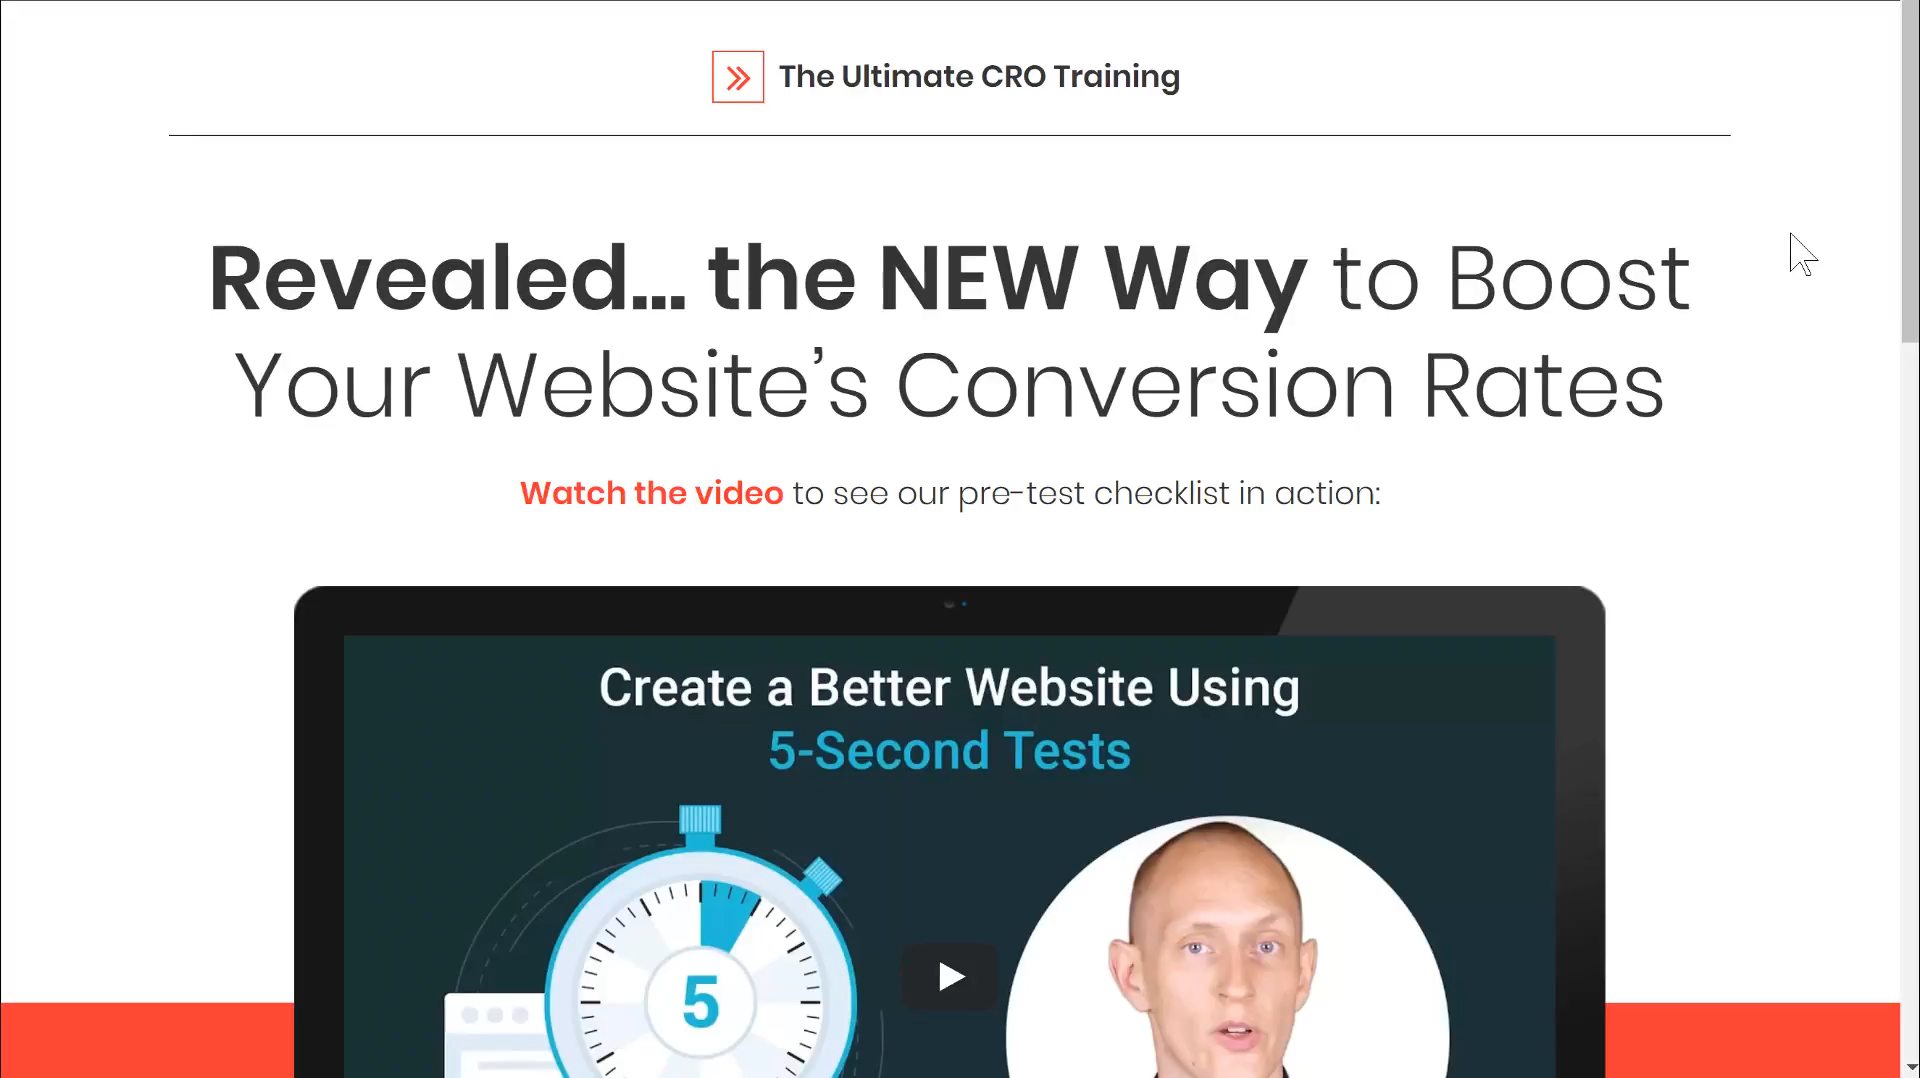 The Ultimate CRO Training
Revealed... the NEW Way to Boost
Your Website’s Conversion Rates
Watch the video to see our pre-test checklist in action:
Create a Better Website Using
5-Second Tests
5